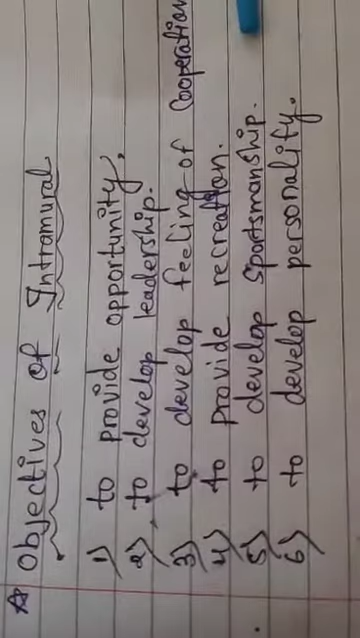 ☆ Objectives of Intramural
1) to provide opportunity.
2) to develop leadership.
3) to develop feeling of Cooperation
4) to provide recreation.
5) to develop sportsmanship.
6) to develop personality.